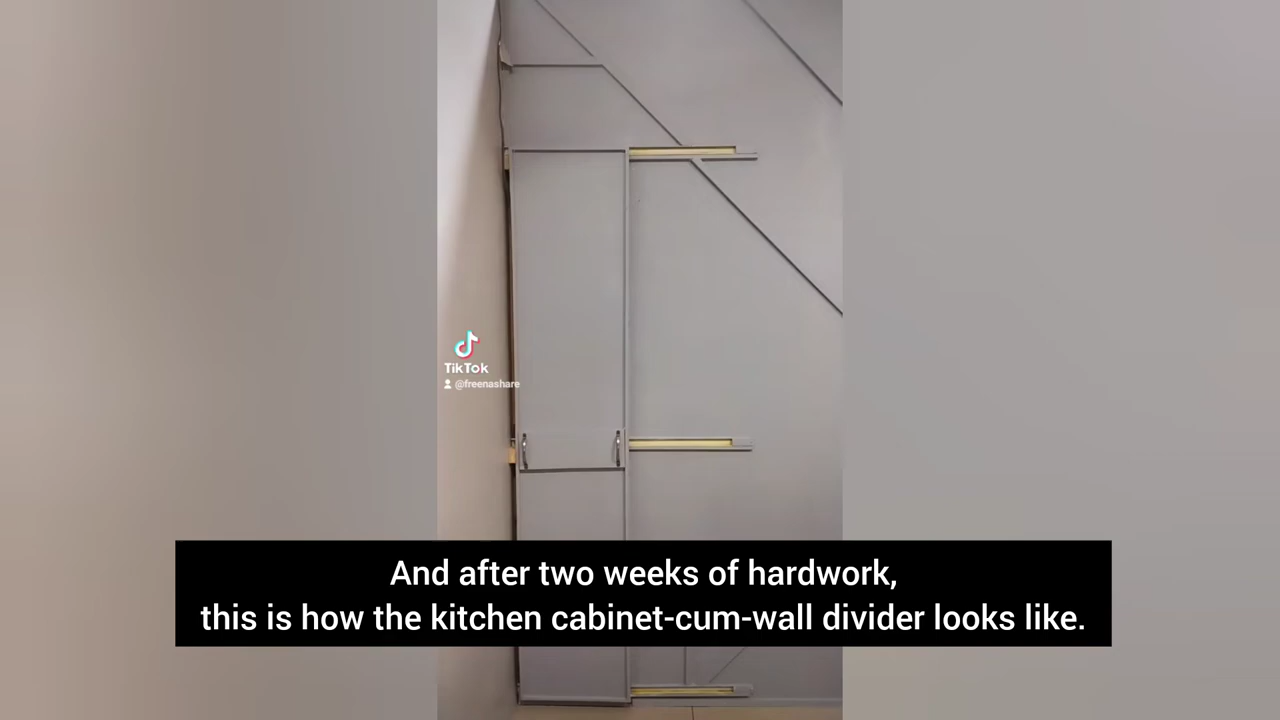 TikTok
@freenashare
And after two weeks of hardwork,
this is how the kitchen cabinet-cum-wall divider looks like.